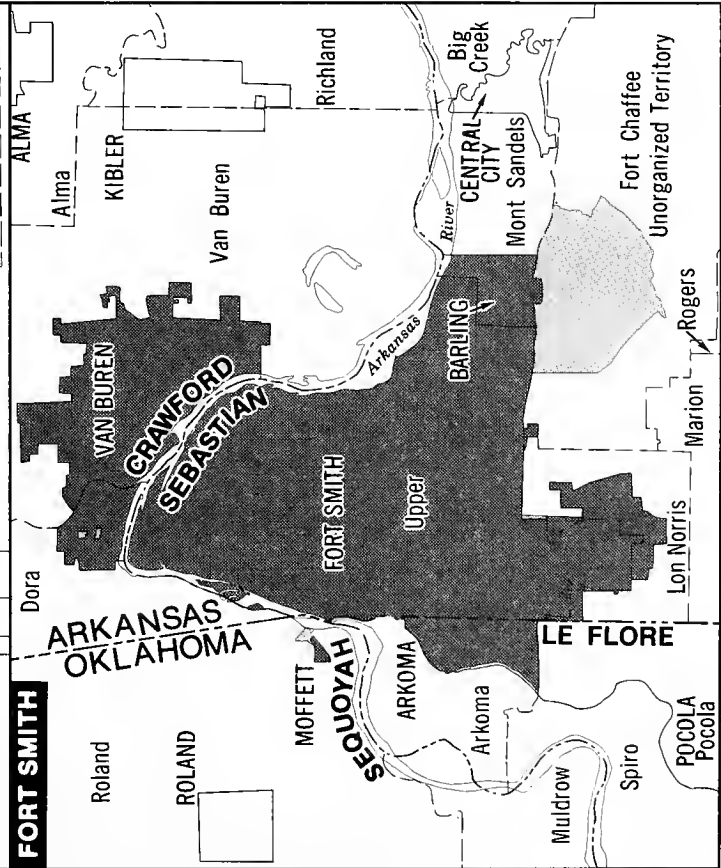 FORT SMITH
ALMA
Alma
KIBLER
Richland
Big
Creek
Van Buren
CENTRAL
CITY
Mont Sandels
Fort Chaffee
Unorganized Territory
River
Arkansas
VAN BUREN
CRAWFORD
SEBASTIAN
BARLING
Rogers
Marion
FORT SMITH
Upper
Dora
Lon Norris
ARKANSAS
OKLAHOMA
LE FLORE
MOFFETT
SEQUOYAH
ARKOMA
Arkoma
Roland
ROLAND
Muldrow
Spiro
POCOLA
Pocola